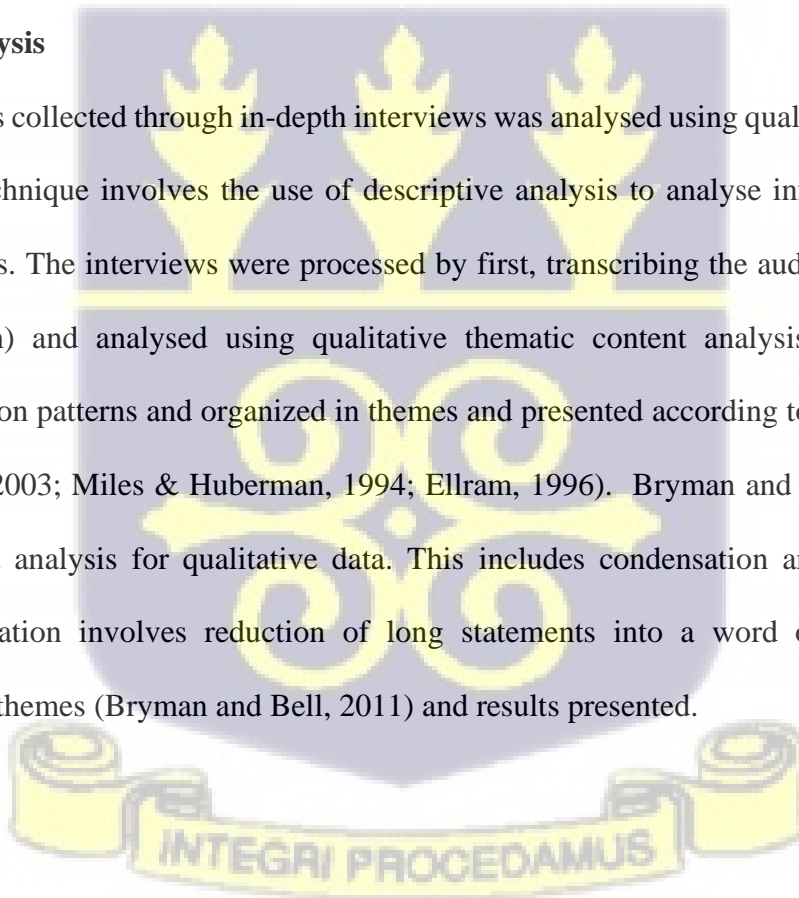 ysis
s collected through in-depth interviews was analysed using qual
chnique involves the use of descriptive analysis to analyse in
s. The interviews were processed by first, transcribing the aud
n) and analysed using qualitative thematic content analysis
on patterns and organized in themes and presented according to
2003; Miles & Huberman, 1994; Ellram, 1996). Bryman and
analysis for qualitative data. This includes condensation a
ation involves reduction of long statements into a word
themes (Bryman and Bell, 2011) and results presented.
INTEGRI PROCEDAMUS